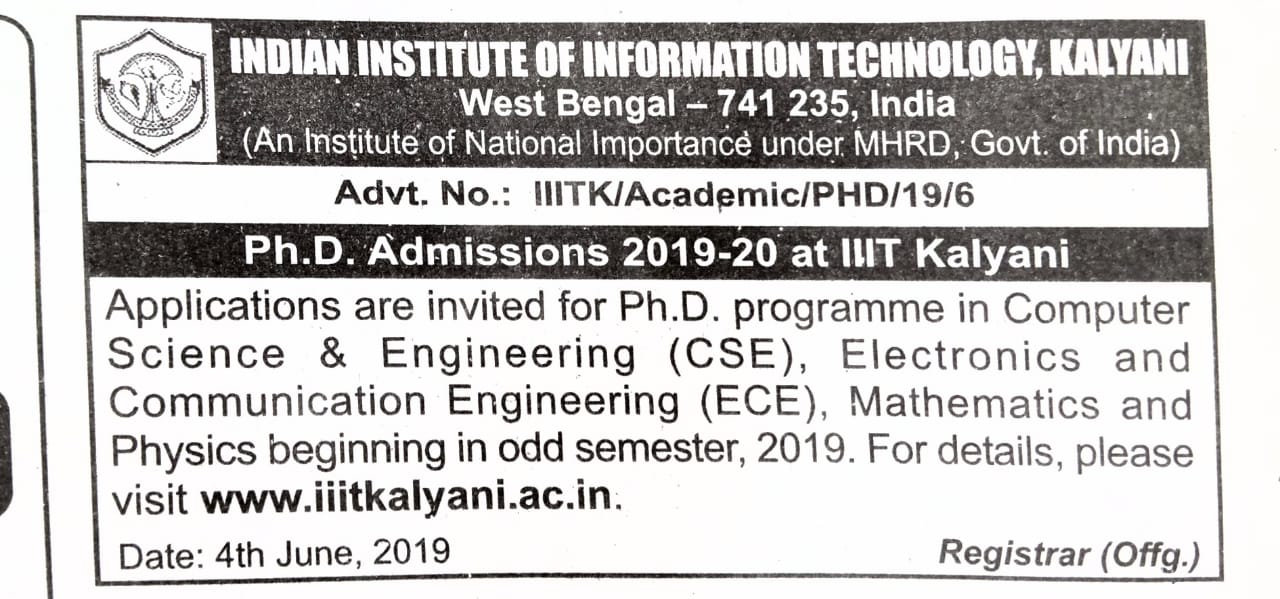 INDIAN INSTITUTE OF INFORMATION TECHNOLOGY, KALYANI
West Bengal – 741 235, India
(An Institute of National Importance under MHRD, Govt. of India)
Advt. No.: IIITK/Academic/PHD/19/6
Ph.D. Admissions 2019-20 at IIIT Kalyani
Applications are invited for Ph.D. programme in Computer
Science & Engineering (CSE), Electronics and
Communication Engineering (ECE), Mathematics and
Physics beginning in odd semester, 2019. For details, please
visit www.iiitkalyani.ac.in.
Date: 4th June, 2019 Registrar (Offg.)